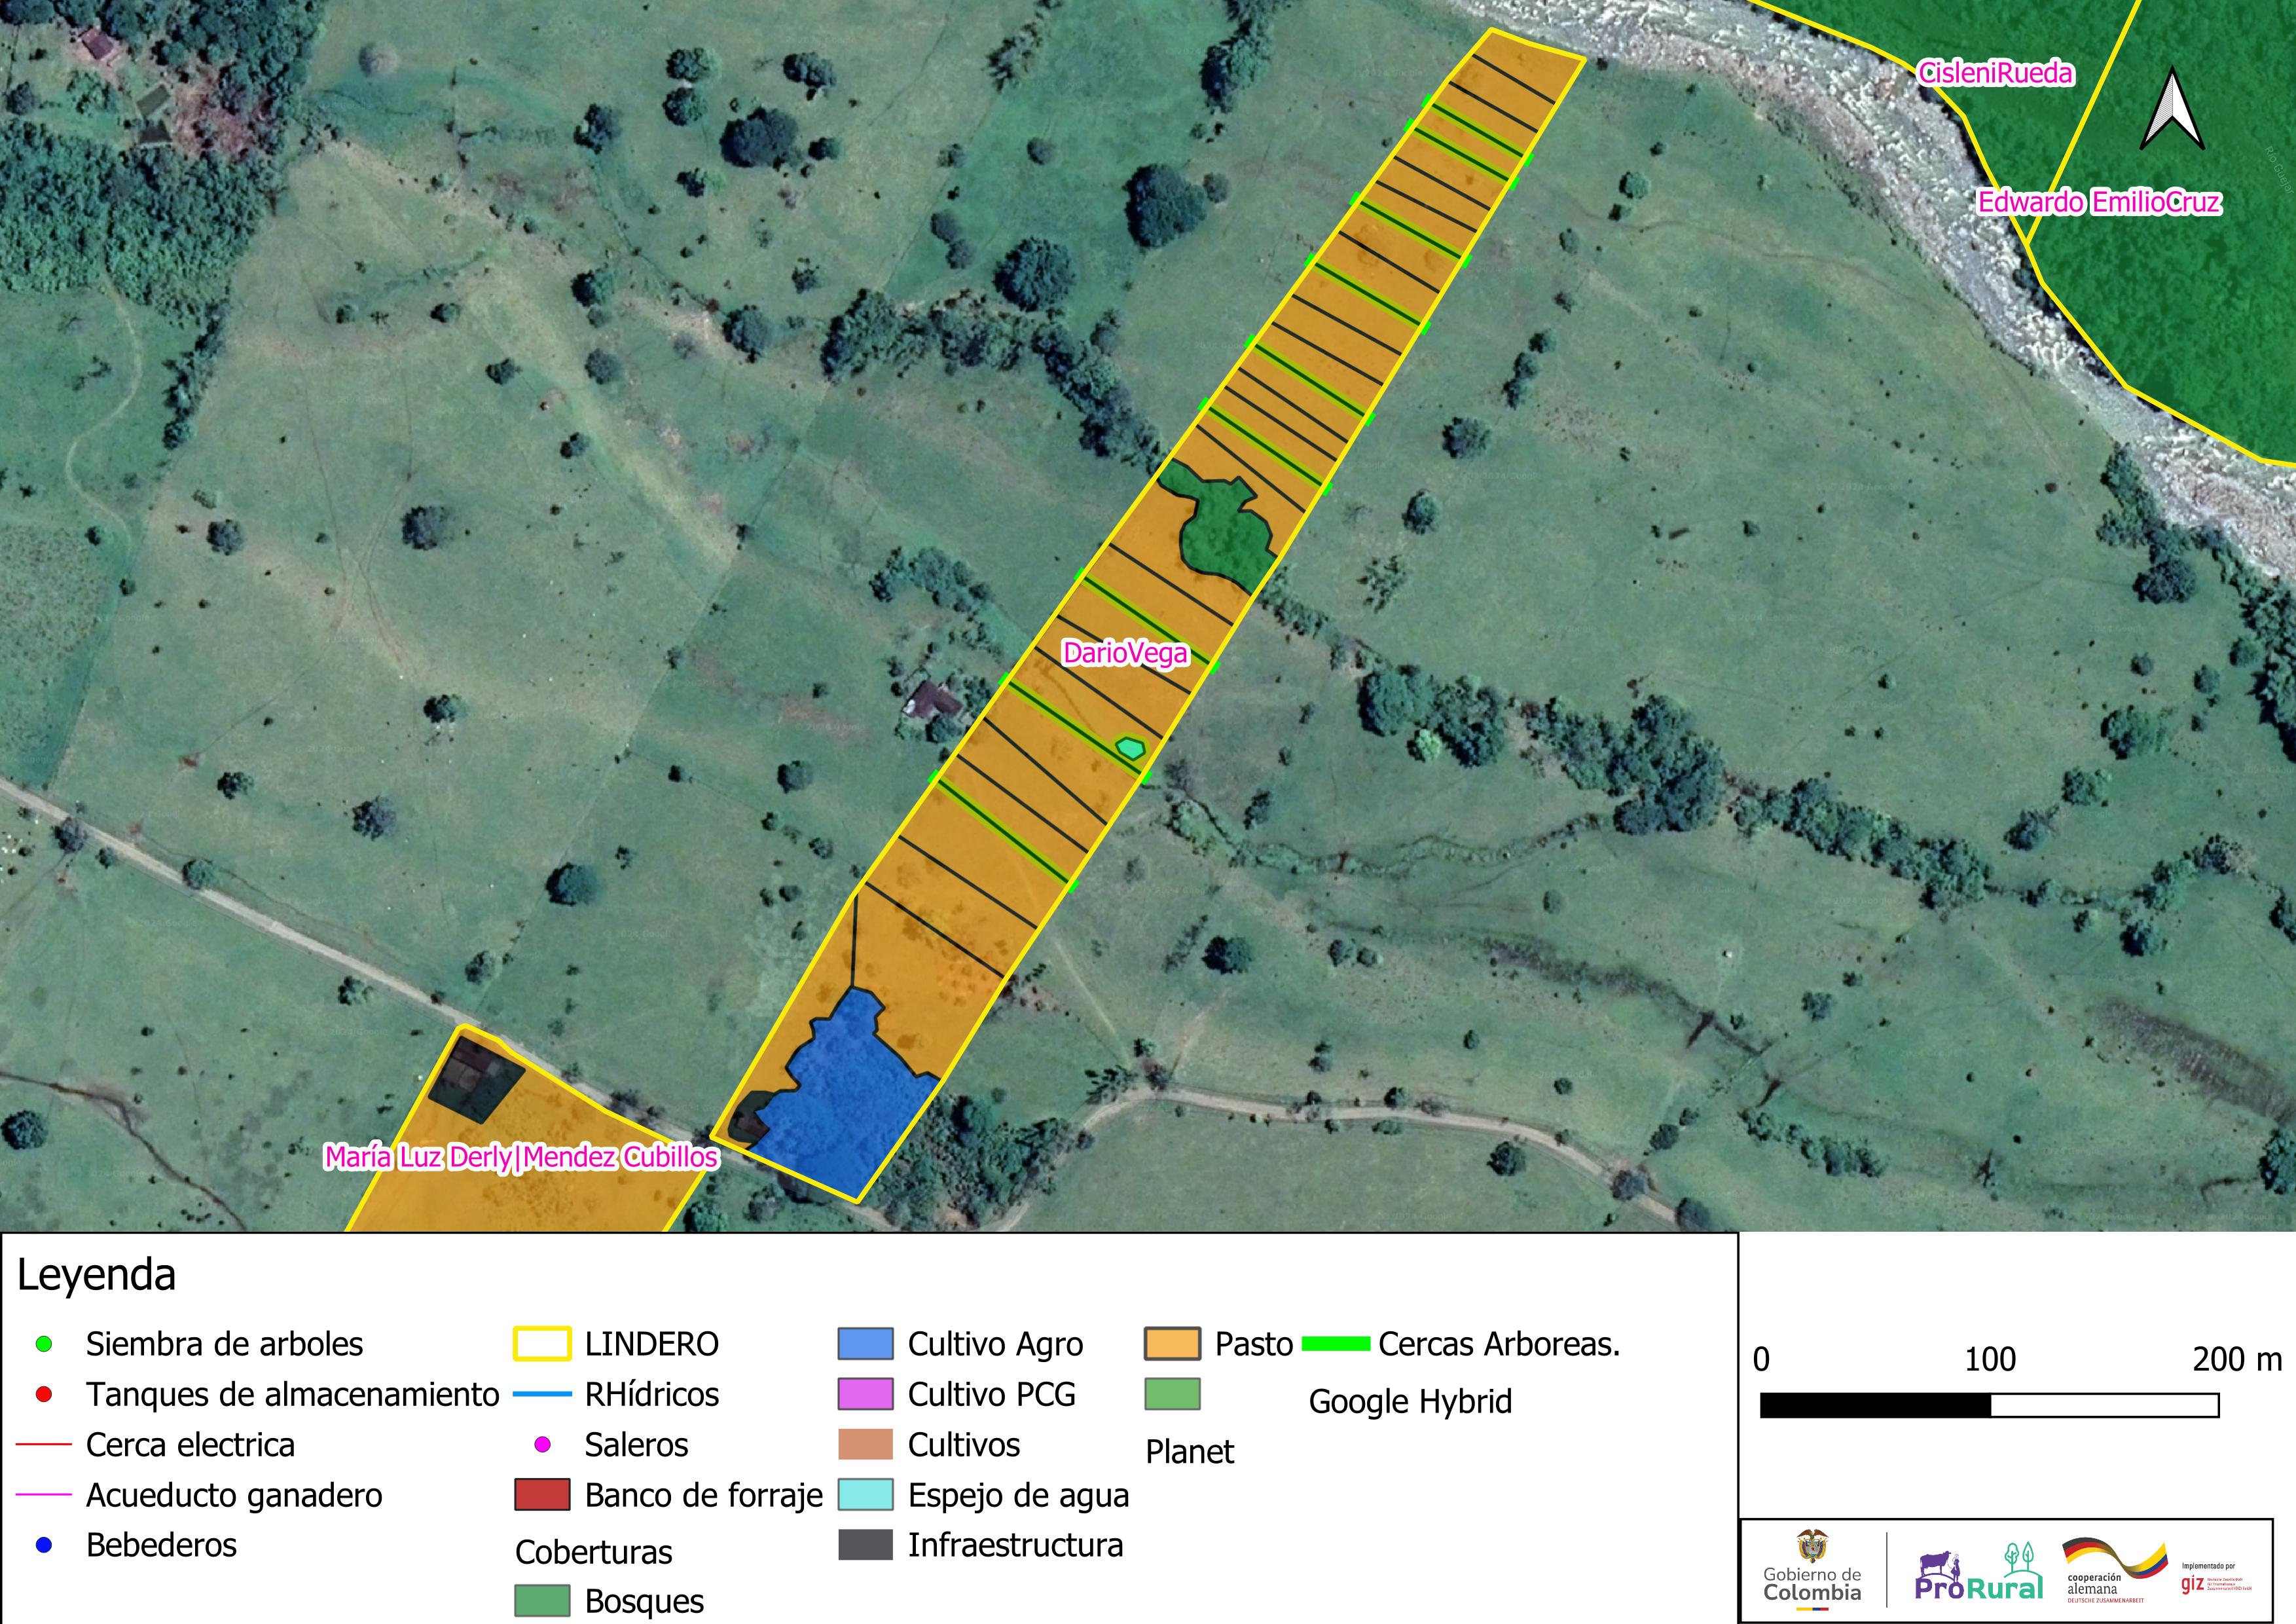 CisleniRueda
Edwardo EmilioCruz
DarioVega
María Luz Derly|Mendez Cubillos
Leyenda
Siembra de arboles
Tanques de almacenamiento
Cerca electrica
Acueducto ganadero
Bebederos
LINDERO
RHídricos
Saleros
Banco de forraje
Coberturas
Bosques
Cultivo Agro
Cultivo PCG
Cultivos
Espejo de agua
Infraestructura
Pasto
Planet
Cercas Arboreas.
Google Hybrid
0 100 200 m
Gobierno de
Colombia
ProRural
cooperación
alemana
DEUTSCHE ZUSAMMENARBEIT
Implementado por
giz